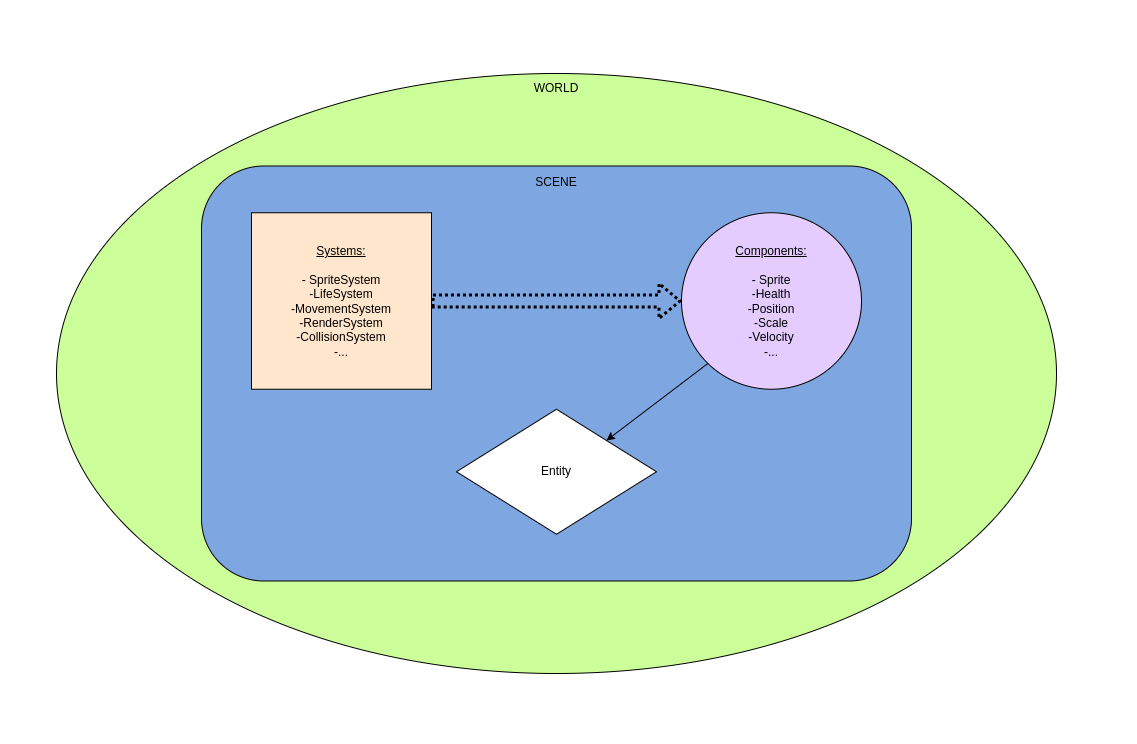 WORLD
SCENE
Systems:
- SpriteSystem
-LifeSystem
-MovementSystem
-RenderSystem
-CollisionSystem
-...
Components:
- Sprite
-Health
-Position
-Scale
-Velocity
-...
Entity